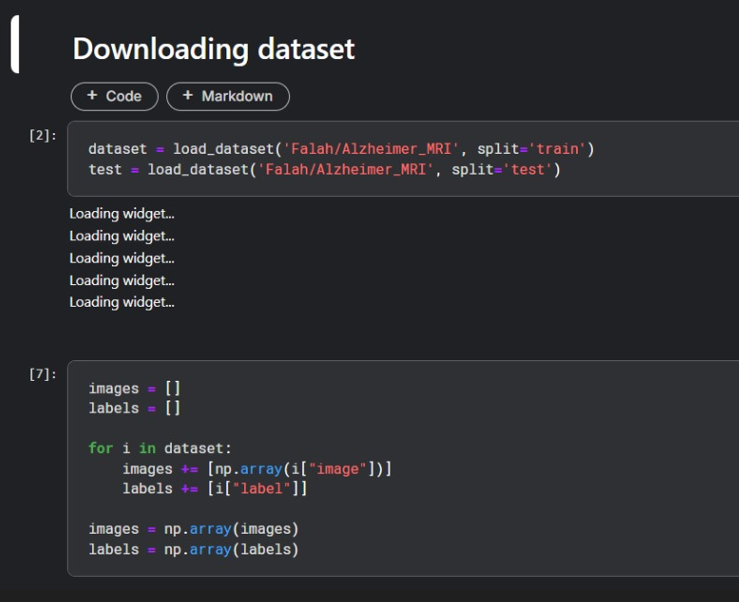 Downloading dataset
+ Code + Markdown
[2]:
dataset = load_dataset('Falah/Alzheimer_MRI', split='train')
test = load_dataset('Falah/Alzheimer_MRI', split='test')
Loading widget...
Loading widget...
Loading widget...
Loading widget...
Loading widget...
[7]:
images = []
labels = []
for i in dataset:
    images += [np.array(i["image"])]
    labels += [i["label"]]
images = np.array(images)
labels = np.array(labels)